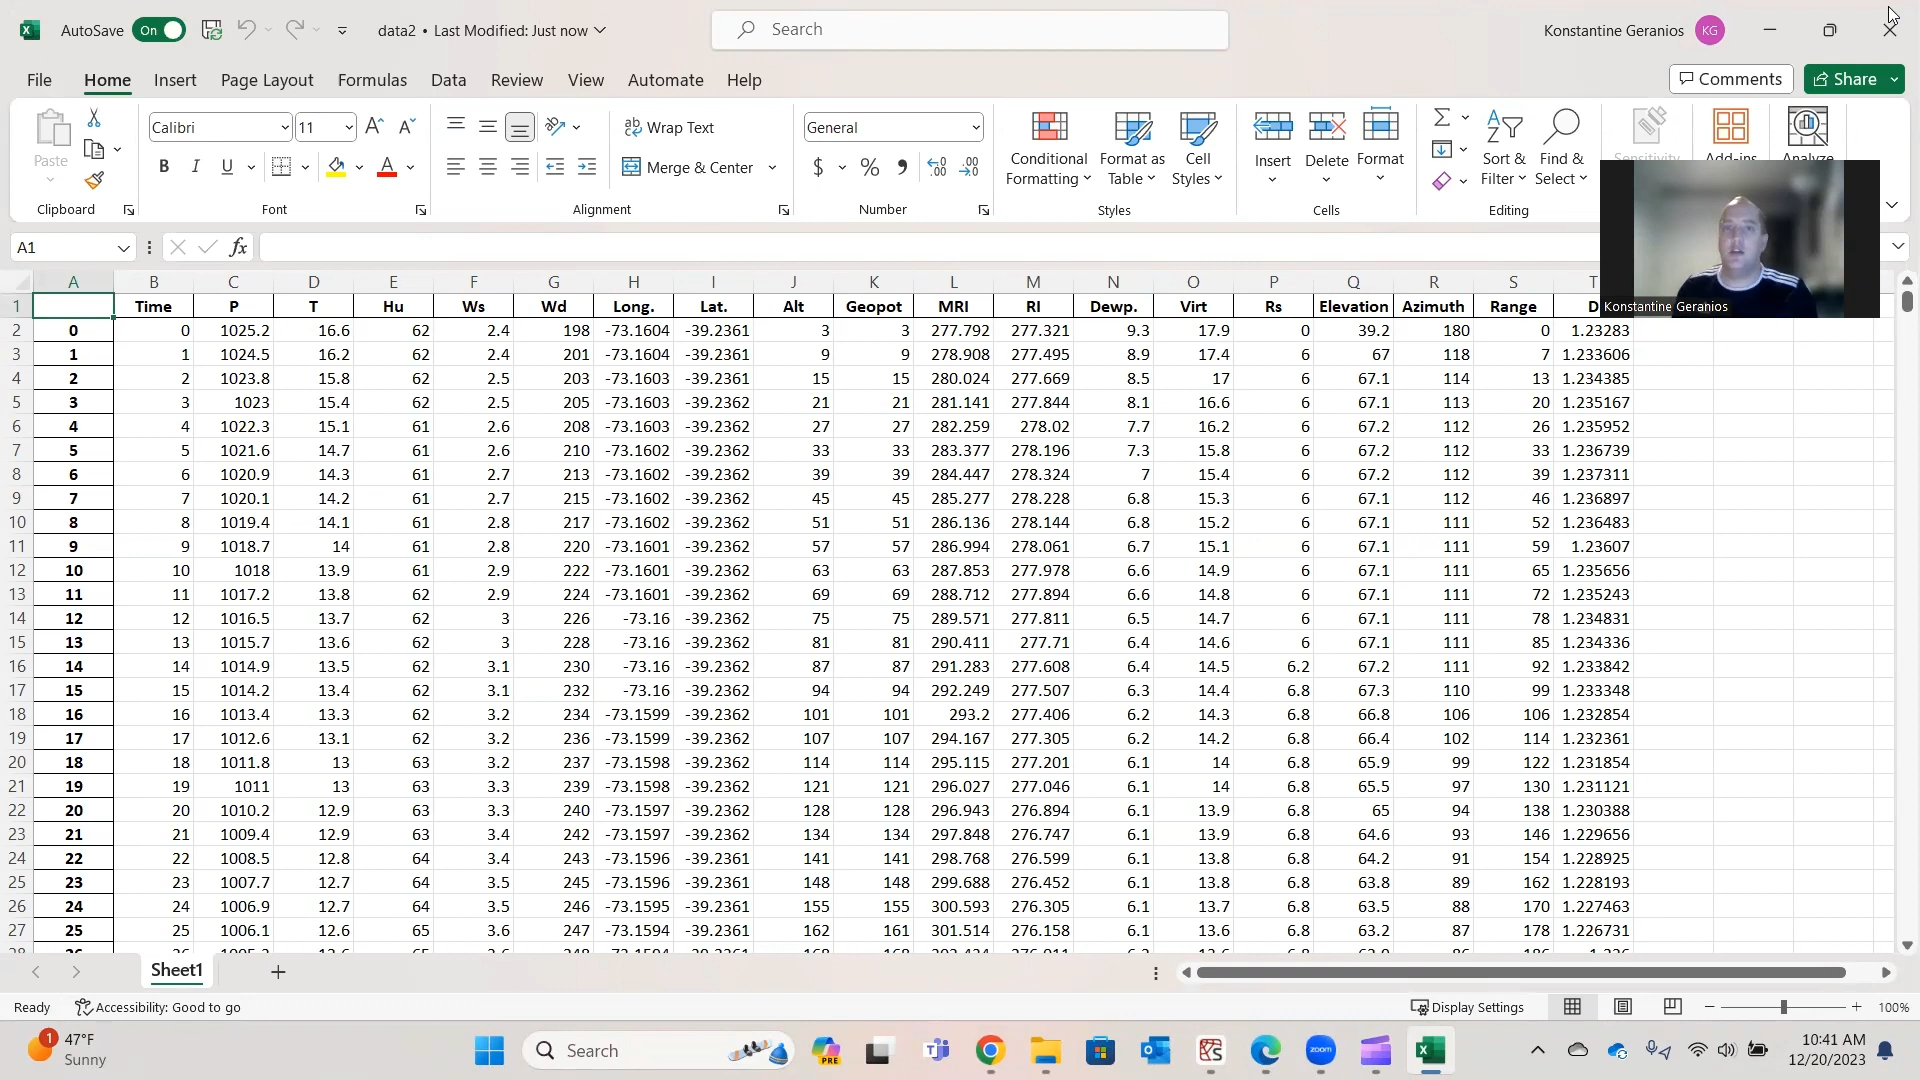 AutoSave On data2 • Last Modified: Just now Search Konstantine Geranios KG
File Home Insert Page Layout Formulas Data Review View Automate Help Comments Share
Paste Calibri 11 Wrap Text General Conditional Formatting Format as Table Cell Styles Insert Delete Format Sort & Filter Find & Select Sensitivity Add-ins Analyze
B I U Merge & Center $ % 9
Clipboard Font Alignment Number Styles Cells Editing
A1 fx
A B C D E F G H I J K L M N O P Q R S T
1 Time P T Hu Ws Wd Long. Lat. Alt Geopot MRI RI Dewp. Virt Rs Elevation Azimuth Range D Konstantine Geranios
2 0 0 1025.2 16.6 62 2.4 198 -73.1604 -39.2361 3 3 277.792 277.321 9.3 17.9 0 39.2 180 0 1.23283
3 1 1 1024.5 16.2 62 2.4 201 -73.1604 -39.2361 9 9 278.908 277.495 8.9 17.4 6 67 118 7 1.233606
4 2 2 1023.8 15.8 62 2.5 203 -73.1603 -39.2361 15 15 280.024 277.669 8.5 17 6 67.1 114 13 1.234385
5 3 3 1023 15.4 62 2.5 205 -73.1603 -39.2362 21 21 281.141 277.844 8.1 16.6 6 67.1 113 20 1.235167
6 4 4 1022.3 15.1 61 2.6 208 -73.1603 -39.2362 27 27 282.259 278.02 7.7 16.2 6 67.2 112 26 1.235952
7 5 5 1021.6 14.7 61 2.6 210 -73.1602 -39.2362 33 33 283.377 278.196 7.3 15.8 6 67.2 112 33 1.236739
8 6 6 1020.9 14.3 61 2.7 213 -73.1602 -39.2362 39 39 284.447 278.324 7 15.4 6 67.2 112 39 1.237311
9 7 7 1020.1 14.2 61 2.7 215 -73.1602 -39.2362 45 45 285.277 278.228 6.8 15.3 6 67.1 112 46 1.236897
10 8 8 1019.4 14.1 61 2.8 217 -73.1602 -39.2362 51 51 286.136 278.144 6.8 15.2 6 67.1 111 52 1.236483
11 9 9 1018.7 14 61 2.8 220 -73.1601 -39.2362 57 57 286.994 278.061 6.7 15.1 6 67.1 111 59 1.23607
12 10 10 1018 13.9 61 2.9 222 -73.1601 -39.2362 63 63 287.853 277.978 6.6 14.9 6 67.1 111 65 1.235656
13 11 11 1017.2 13.8 62 2.9 224 -73.1601 -39.2362 69 69 288.712 277.894 6.6 14.8 6 67.1 111 72 1.235243
14 12 12 1016.5 13.7 62 3 226 -73.16 -39.2362 75 75 289.571 277.811 6.5 14.7 6 67.1 111 78 1.234831
15 13 13 1015.7 13.6 62 3 228 -73.16 -39.2362 81 81 290.411 277.71 6.4 14.6 6 67.1 111 85 1.234336
16 14 14 1014.9 13.5 62 3.1 230 -73.16 -39.2362 87 87 291.283 277.608 6.4 14.5 6.2 67.2 111 92 1.233842
17 15 15 1014.2 13.4 62 3.1 232 -73.16 -39.2362 94 94 292.249 277.507 6.3 14.4 6.8 67.3 110 99 1.233348
18 16 16 1013.4 13.3 62 3.2 234 -73.1599 -39.2362 101 101 293.2 277.406 6.2 14.3 6.8 66.8 106 106 1.232854
19 17 17 1012.6 13.1 62 3.2 236 -73.1599 -39.2362 107 107 294.167 277.305 6.2 14.2 6.8 66.4 102 114 1.232361
20 18 18 1011.8 13 63 3.2 237 -73.1598 -39.2362 114 114 295.115 277.201 6.1 14 6.8 65.9 99 122 1.231854
21 19 19 1011 13 63 3.3 239 -73.1598 -39.2362 121 121 296.027 277.046 6.1 14 6.8 65.5 97 130 1.231121
22 20 20 1010.2 12.9 63 3.3 240 -73.1597 -39.2362 128 128 296.943 276.894 6.1 13.9 6.8 65 94 138 1.230388
23 21 21 1009.4 12.9 63 3.4 242 -73.1597 -39.2362 134 134 297.848 276.747 6.1 13.9 6.8 64.6 93 146 1.229656
24 22 22 1008.5 12.8 64 3.4 243 -73.1596 -39.2361 141 141 298.768 276.599 6.1 13.8 6.8 64.2 91 154 1.228925
25 23 23 1007.7 12.7 64 3.5 245 -73.1596 -39.2361 148 148 299.688 276.452 6.1 13.8 6.8 63.8 89 162 1.228193
26 24 24 1006.9 12.7 64 3.5 246 -73.1595 -39.2361 155 155 300.593 276.305 6.1 13.7 6.8 63.5 88 170 1.227463
27 25 25 1006.1 12.6 65 3.6 247 -73.1594 -39.2361 162 161 301.514 276.158 6.1 13.6 6.8 63.2 87 178 1.226731
Sheet1
Ready Accessibility: Good to go Display Settings 100%
1 47°F
Sunny
Search PRE zoom
10:41 AM
12/20/2023